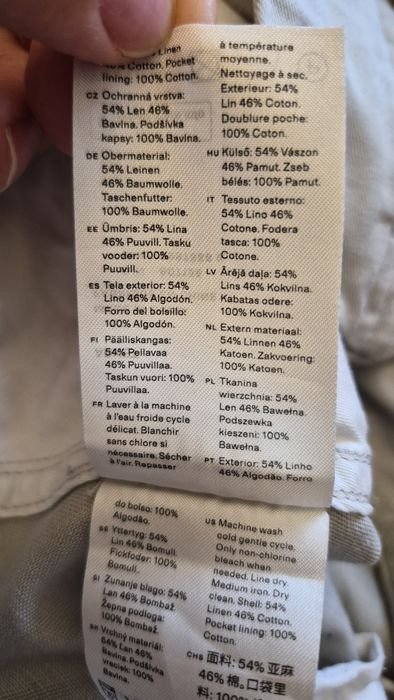 Linen
46% Cotton. Pocket
lining: 100% Cotton.
CZ Ochranná vrstva:
54% Len 46%
Bavlna. Podšívka
kapsy: 100% Bavlna.
DE Obermaterial:
54% Leinen
46% Baumwolle.
Taschenfutter:
100% Baumwolle.
EE Ümbris: 54% Lina
46% Puuvill. Tasku
vooder: 100%
Puuvill.
ES Tela exterior: 54%
Lino 46% Algodón.
Forro del bolsillo:
100% Algodón.
FI Päälliskangas:
54% Pellavaa
46% Puuvillaa.
Taskun vuori: 100%
Puuvillaa.
FR Laver à la machine
à l'eau froide cycle
délicat. Blanchir
sans chlore si
nécessaire. Sécher
à l'air. Repasser
à température
moyenne.
Nettoyage à sec.
Exterieur: 54%
Lin 46% Coton.
Doublure poche:
100% Coton.
HU Külső: 54% Vászon
46% Pamut. Zseb
bélés: 100% Pamut.
IT Tessuto esterno:
54% Lino 46%
Cotone. Fodera
tasca: 100%
Cotone.
LV Ārējā daļa: 54%
Lins 46% Kokvilna.
Kabatas odere:
100% Kokvilna.
NL Extern materiaal:
54% Linnen 46%
Katoen. Zakvoering:
100% Katoen.
PL Tkanina
wierzchnia: 54%
Len 46% Bawełna.
Podszewka
kieszeni: 100%
Bawełna.
PT Exterior: 54% Linho
46% Algodão. Forro
do bolso: 100%
Algodão.
SE Yttertyg: 54%
Lin 46% Bomull.
Fickfoder: 100%
Bomull.
SI Zunanje blago: 54%
Lan 46% Bombaž.
Žepna podloga:
100% Bombaž.
SK Vrchný materiál:
54% Len 46%
Bavlna. Podšívka
vreciek: 100%
Bavlna.
US Machine wash
cold gentle cycle.
Only non-chlorine
bleach when
needed. Line dry.
Medium iron. Dry
clean. Shell: 54%
Linen 46% Cotton.
Pocket lining: 100%
Cotton.
CHS 面料: 54% 亚麻
46% 棉。口袋里
料: 100%